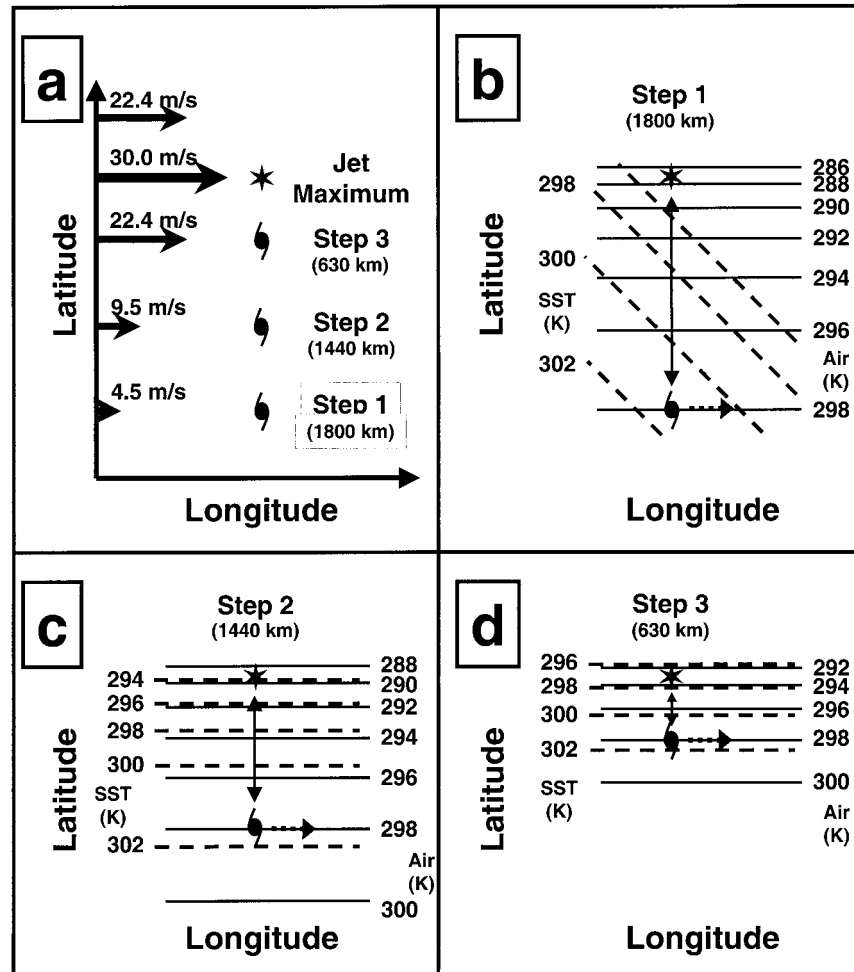 a
22.4 m/s
30.0 m/s
Jet
Maximum
22.4 m/s
Step 3
(630 km)
9.5 m/s
Step 2
(1440 km)
4.5 m/s
Step 1
(1800 km)
Latitude
Longitude
b
Step 1
(1800 km)
286
298
288
290
292
300
294
SST
(K)
296
302
Air
(K)
298
Latitude
Longitude
c
Step 2
(1440 km)
288
294
290
296
292
298
294
300
296
SST
(K)
298
302
Air
(K)
300
Latitude
Longitude
d
Step 3
(630 km)
296
292
298
294
300
296
298
302
SST
(K)
300
Air
(K)
Latitude
Longitude